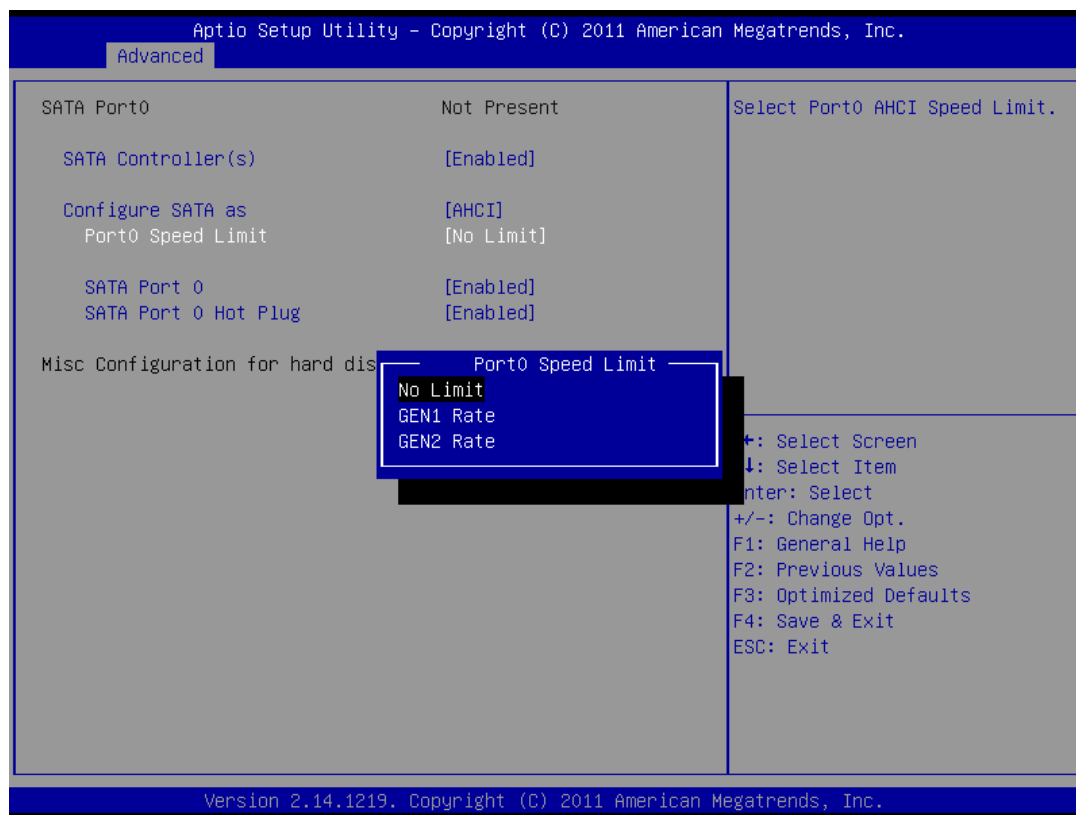 Aptio Setup Utility – Copyright (C) 2011 American Megatrends, Inc.
Advanced
SATA Port0 Not Present
SATA Controller(s) [Enabled]
Configure SATA as [AHCI]
Port0 Speed Limit [No Limit]
SATA Port 0 [Enabled]
SATA Port 0 Hot Plug [Enabled]
Misc Configuration for hard dis
Port0 Speed Limit
No Limit
GEN1 Rate
GEN2 Rate
Select Port0 AHCI Speed Limit.
: Select Screen
: Select Item
nter: Select
+/-: Change Opt.
F1: General Help
F2: Previous Values
F3: Optimized Defaults
F4: Save & Exit
ESC: Exit
Version 2.14.1219. Copyright (C) 2011 American Megatrends, Inc.